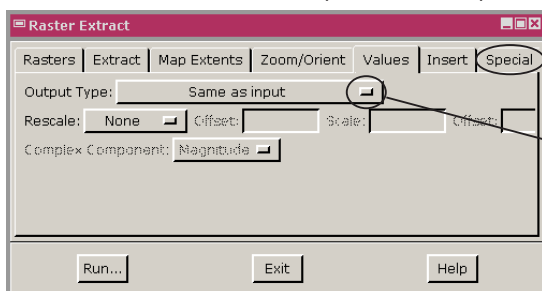 Raster Extract
Rasters Extract Map Extents Zoom/Orient Values Insert Special
Output Type: Same as input
Rescale: None Offset: Scale: Offset:
Complex Component: Magnitude
Run... Exit Help